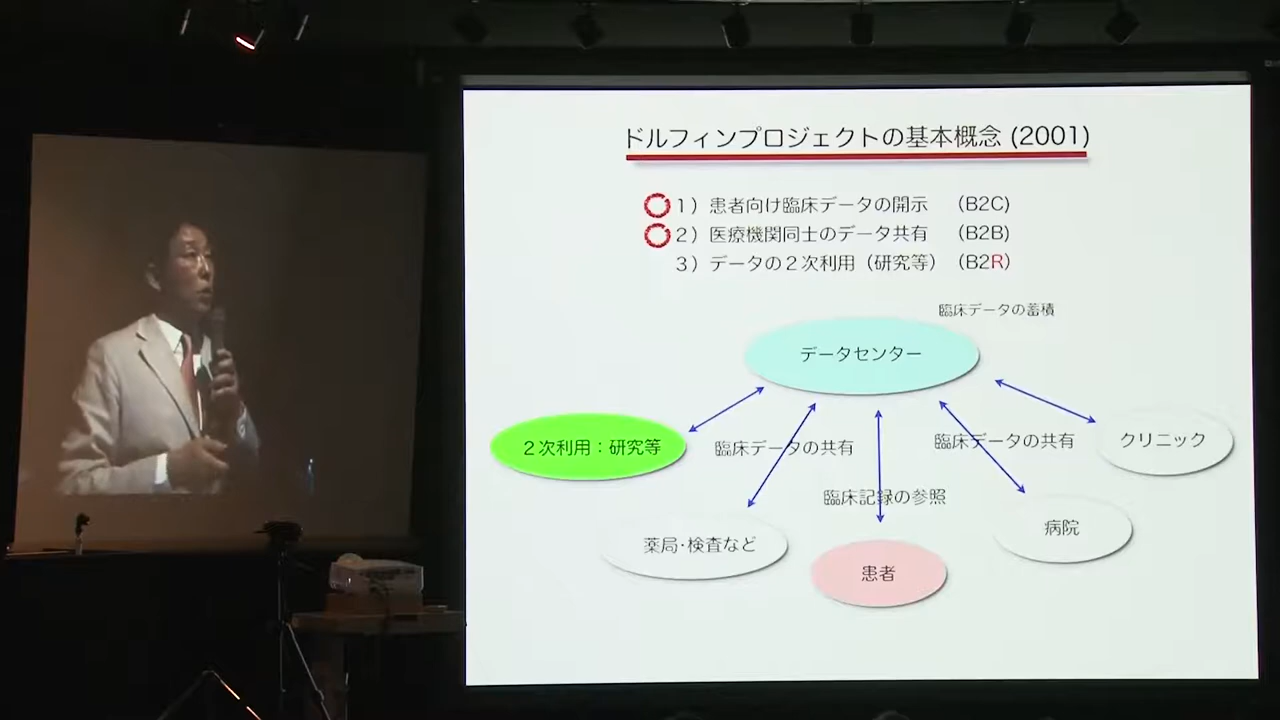 ドルフィンプロジェクトの基本概念 (2001)
1）患者向け臨床データの開示　（B2C)
2）医療機関同士のデータ共有　（B2B)
3）データの２次利用（研究等）（B2R）
臨床データの蓄積
データセンター
２次利用：研究等
臨床データの共有
臨床データの共有
クリニック
臨床記録の参照
薬局･検査など
患者
病院